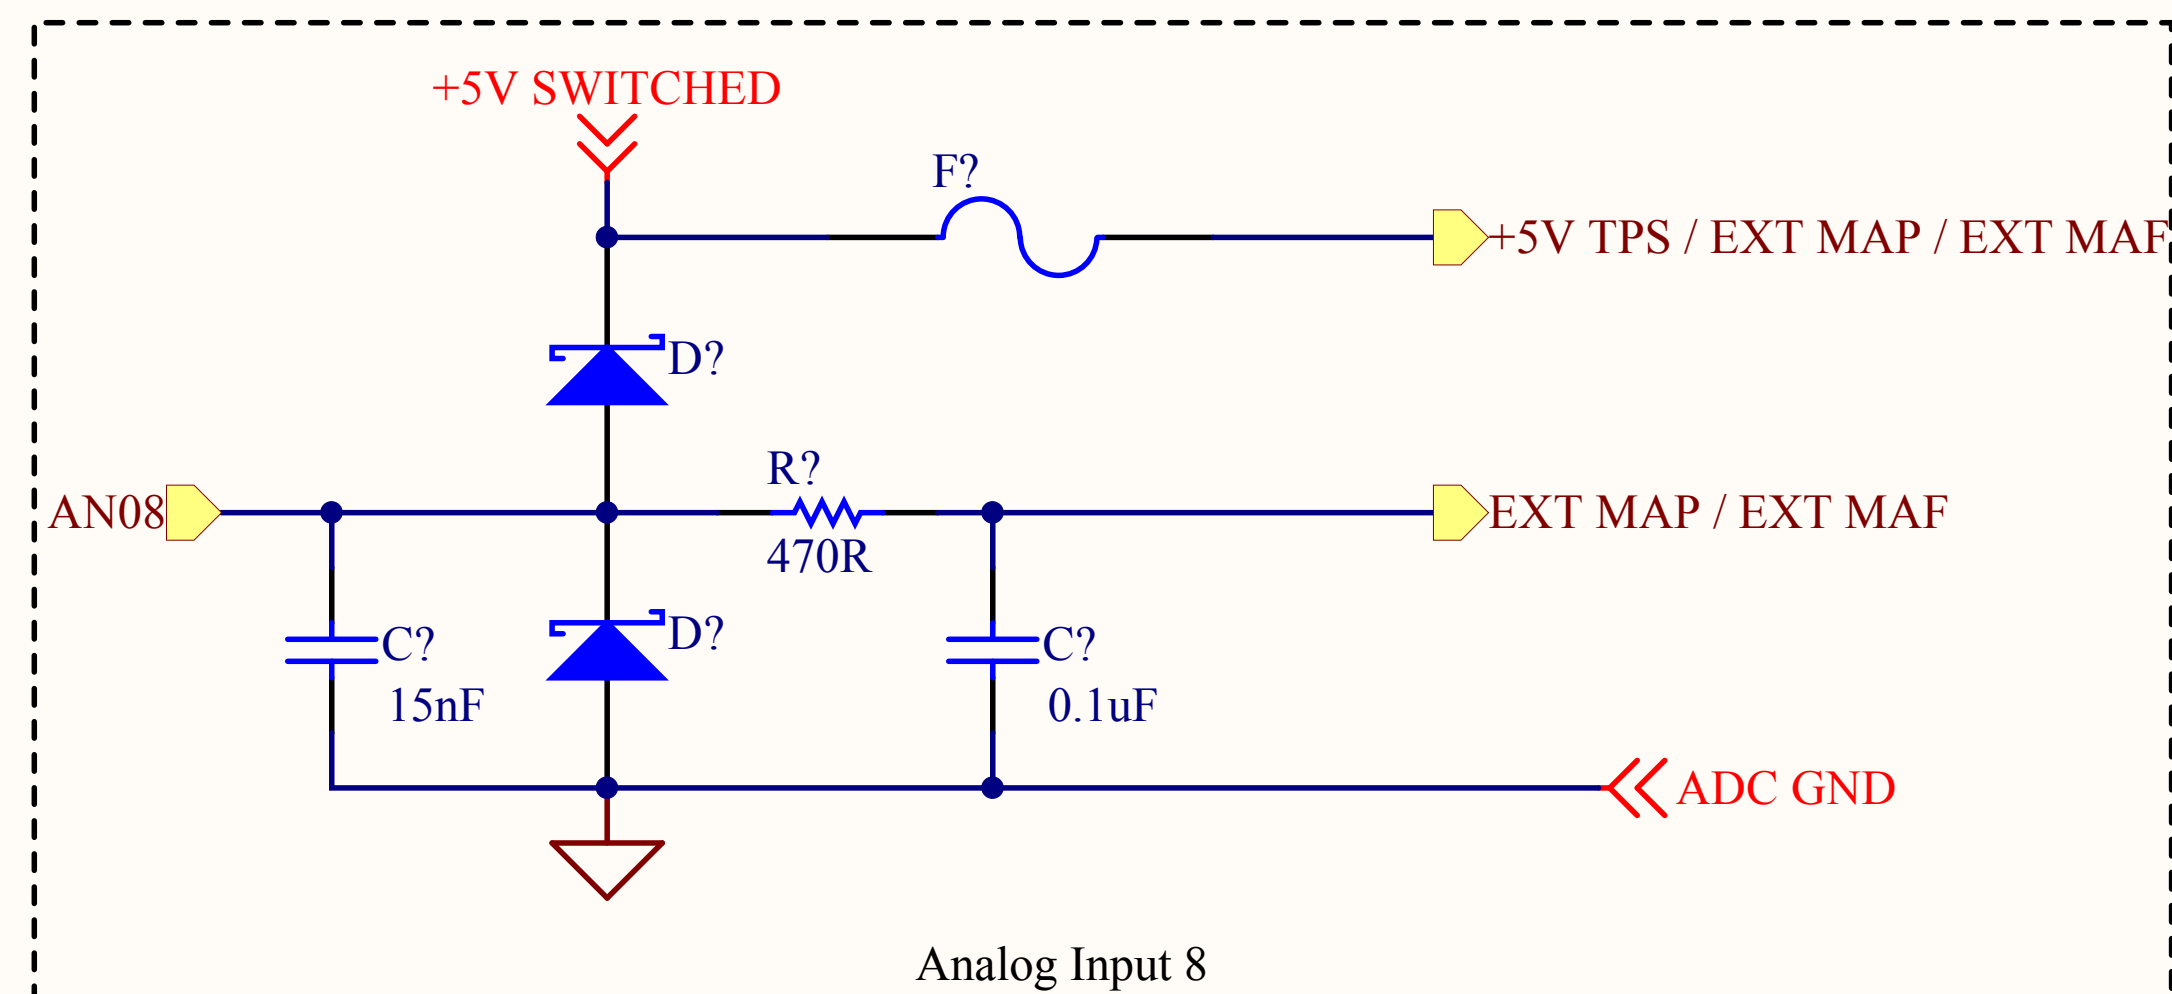 +5V SWITCHED
F?
+5V TPS / EXT MAP / EXT MAF
D?
R?
AN08
EXT MAP / EXT MAF
470R
D?
C?
C?
15nF
0.1uF
ADC GND
Analog Input 8